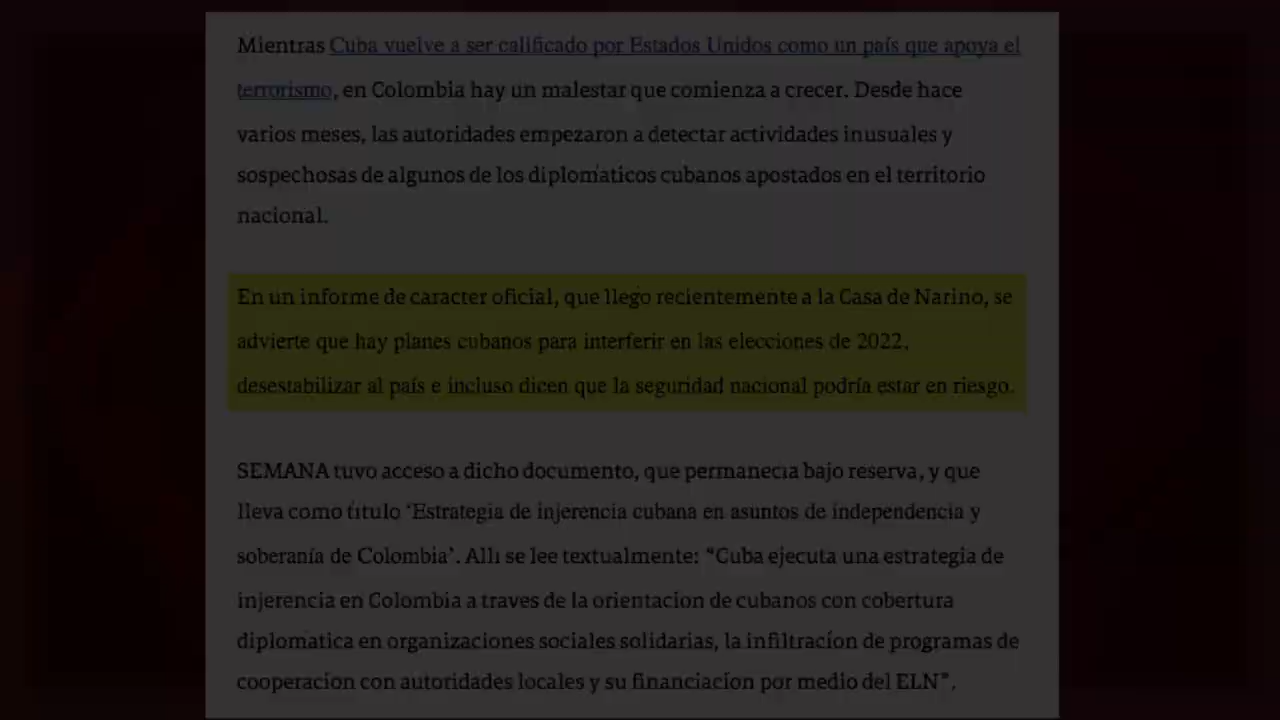 Mientras Cuba vuelve a ser calificado por Estados Unidos como un país que apoya el
terrorismo, en Colombia hay un malestar que comienza a crecer. Desde hace
varios meses, las autoridades empezaron a detectar actividades inusuales y
sospechosas de algunos de los diplomáticos cubanos apostados en el territorio
nacional.
En un informe de caracter oficial, que llegó recientemente a la Casa de Narino, se
advierte que hay planes cubanos para interferir en las elecciones de 2022,
desestabilizar al país e incluso dicen que la seguridad nacional podría estar en riesgo.
SEMANA tuvo acceso a dicho documento, que permanecía bajo reserva, y que
lleva como título ‘Estrategia de injerencia cubana en asuntos de independencia y
soberanía de Colombia’. Allí se lee textualmente: “Cuba ejecuta una estrategia de
injerencia en Colombia a traves de la orientacion de cubanos con cobertura
diplomática en organizaciones sociales solidarias, la infiltración de programas de
cooperacion con autoridades locales y su financiacion por medio del ELN”.